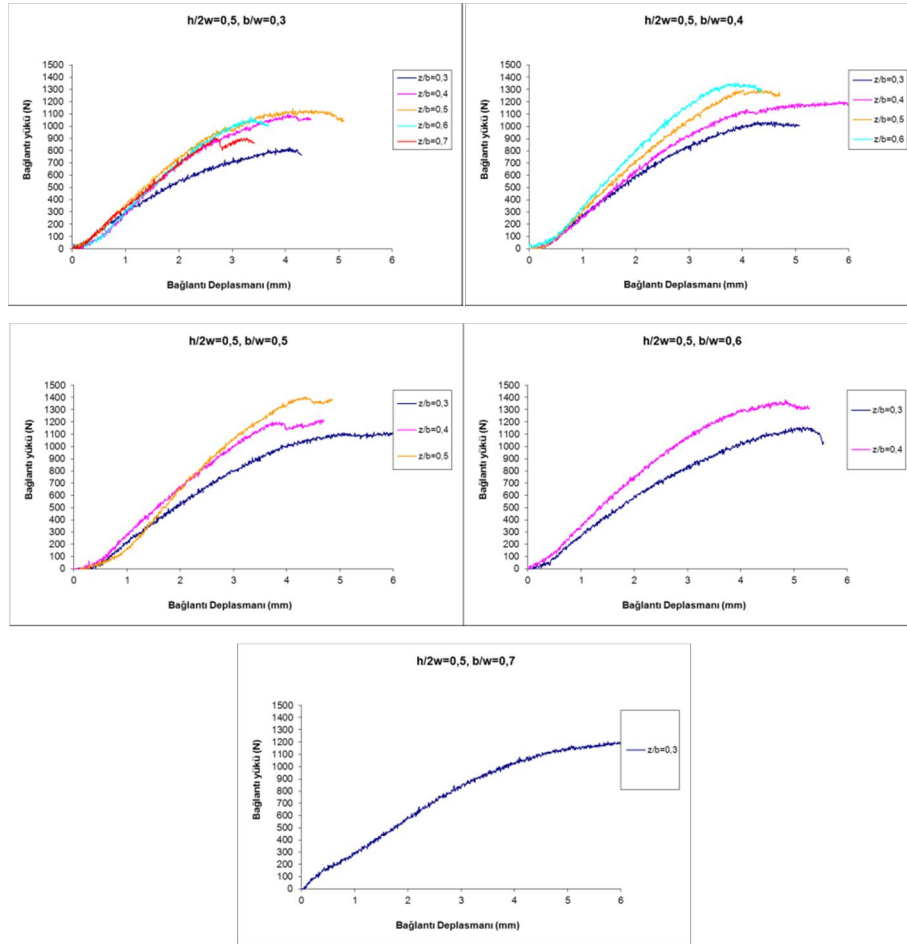 h/2w=0,5, b/w=0,3
Bağlantı yükü (N)
1500
1400
1300
1200
1100
1000
900
800
700
600
500
400
300
200
100
0
0 1 2 3 4 5 6
Bağlantı Deplasmanı (mm)
z/b=0,3
z/b=0,4
z/b=0,5
z/b=0,6
z/b=0,7
h/2w=0,5, b/w=0,4
Bağlantı yükü (N)
1500
1400
1300
1200
1100
1000
900
800
700
600
500
400
300
200
100
0
0 1 2 3 4 5 6
Bağlantı Deplasmanı (mm)
z/b=0,3
z/b=0,4
z/b=0,5
z/b=0,6
h/2w=0,5, b/w=0,5
Bağlantı yükü (N)
1500
1400
1300
1200
1100
1000
900
800
700
600
500
400
300
200
100
0
0 1 2 3 4 5 6
Bağlantı Deplasmanı (mm)
z/b=0,3
z/b=0,4
z/b=0,5
h/2w=0,5, b/w=0,6
Bağlantı yükü (N)
1500
1400
1300
1200
1100
1000
900
800
700
600
500
400
300
200
100
0
0 1 2 3 4 5 6
Bağlantı Deplasmanı (mm)
z/b=0,3
z/b=0,4
h/2w=0,5, b/w=0,7
Bağlantı yükü (N)
1500
1400
1300
1200
1100
1000
900
800
700
600
500
400
300
200
100
0
0 1 2 3 4 5 6
Bağlantı Deplasmanı (mm)
z/b=0,3